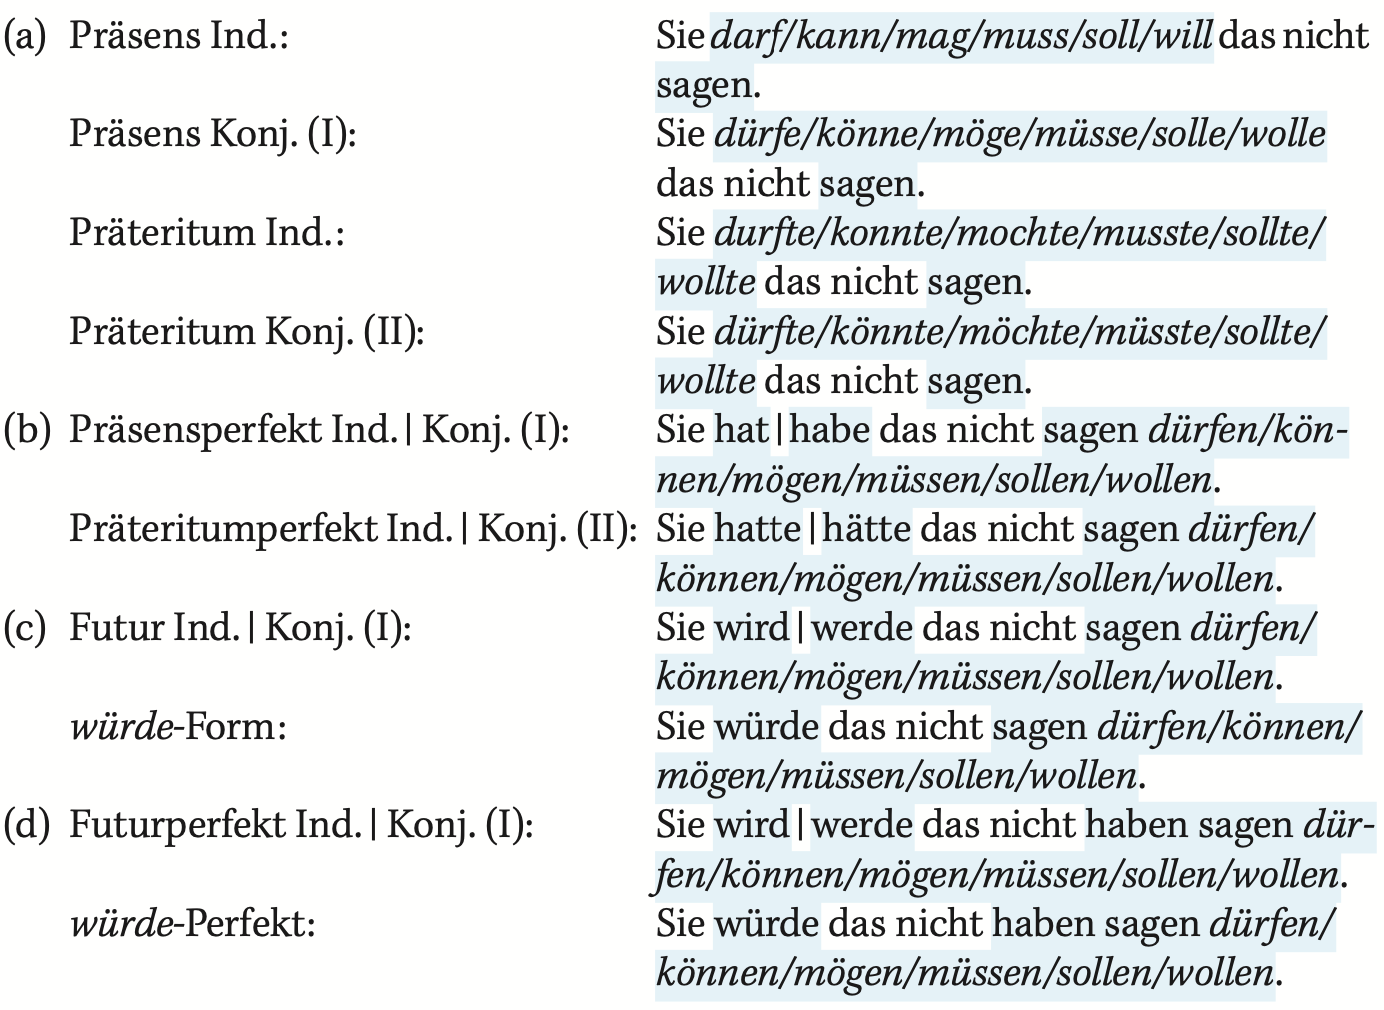 (a) Präsens Ind.: Sie darf/kann/mag/muss/soll/will das nicht
sagen.
Präsens Konj. (I): Sie dürfe/könne/möge/müsse/solle/wolle
das nicht sagen.
Präteritum Ind.: Sie durfte/konnte/mochte/musste/sollte/
wollte das nicht sagen.
Präteritum Konj. (II): Sie dürfte/könnte/möchte/müsste/sollte/
wollte das nicht sagen.
(b) Präsensperfekt Ind. | Konj. (I): Sie hat | habe das nicht sagen dürfen/kön-
nen/mögen/müssen/sollen/wollen.
Präteritumperfekt Ind. | Konj. (II): Sie hatte | hätte das nicht sagen dürfen/
können/mögen/müssen/sollen/wollen.
(c) Futur Ind. | Konj. (I): Sie wird | werde das nicht sagen dürfen/
können/mögen/müssen/sollen/wollen.
würde-Form: Sie würde das nicht sagen dürfen/können/
mögen/müssen/sollen/wollen.
(d) Futurperfekt Ind. | Konj. (I): Sie wird | werde das nicht haben sagen dür-
fen/können/mögen/müssen/sollen/wollen.
würde-Perfekt: Sie würde das nicht haben sagen dürfen/
können/mögen/müssen/sollen/wollen.